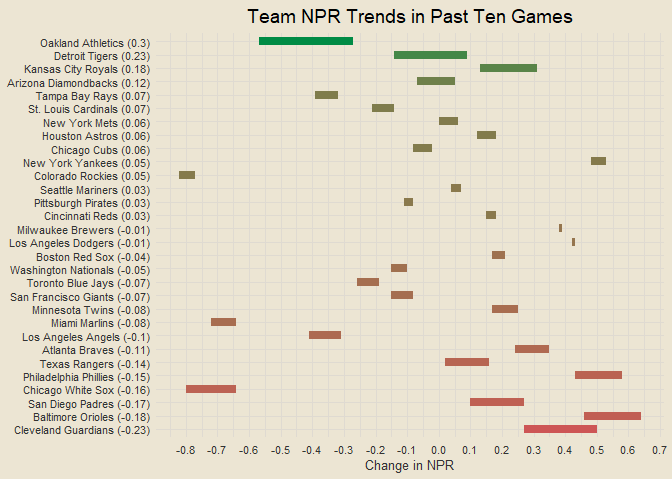 Team NPR Trends in Past Ten Games
Oakland Athletics (0.3)
Detroit Tigers (0.23)
Kansas City Royals (0.18)
Arizona Diamondbacks (0.12)
Tampa Bay Rays (0.07)
St. Louis Cardinals (0.07)
New York Mets (0.06)
Houston Astros (0.06)
Chicago Cubs (0.06)
New York Yankees (0.05)
Colorado Rockies (0.05)
Seattle Mariners (0.03)
Pittsburgh Pirates (0.03)
Cincinnati Reds (0.03)
Milwaukee Brewers (-0.01)
Los Angeles Dodgers (-0.01)
Boston Red Sox (-0.04)
Washington Nationals (-0.05)
Toronto Blue Jays (-0.07)
San Francisco Giants (-0.07)
Minnesota Twins (-0.08)
Miami Marlins (-0.08)
Los Angeles Angels (-0.1)
Atlanta Braves (-0.11)
Texas Rangers (-0.14)
Philadelphia Phillies (-0.15)
Chicago White Sox (-0.16)
San Diego Padres (-0.17)
Baltimore Orioles (-0.18)
Cleveland Guardians (-0.23)
-0.8 -0.7 -0.6 -0.5 -0.4 -0.3 -0.2 -0.1 0.0 0.1 0.2 0.3 0.4 0.5 0.6 0.7
Change in NPR